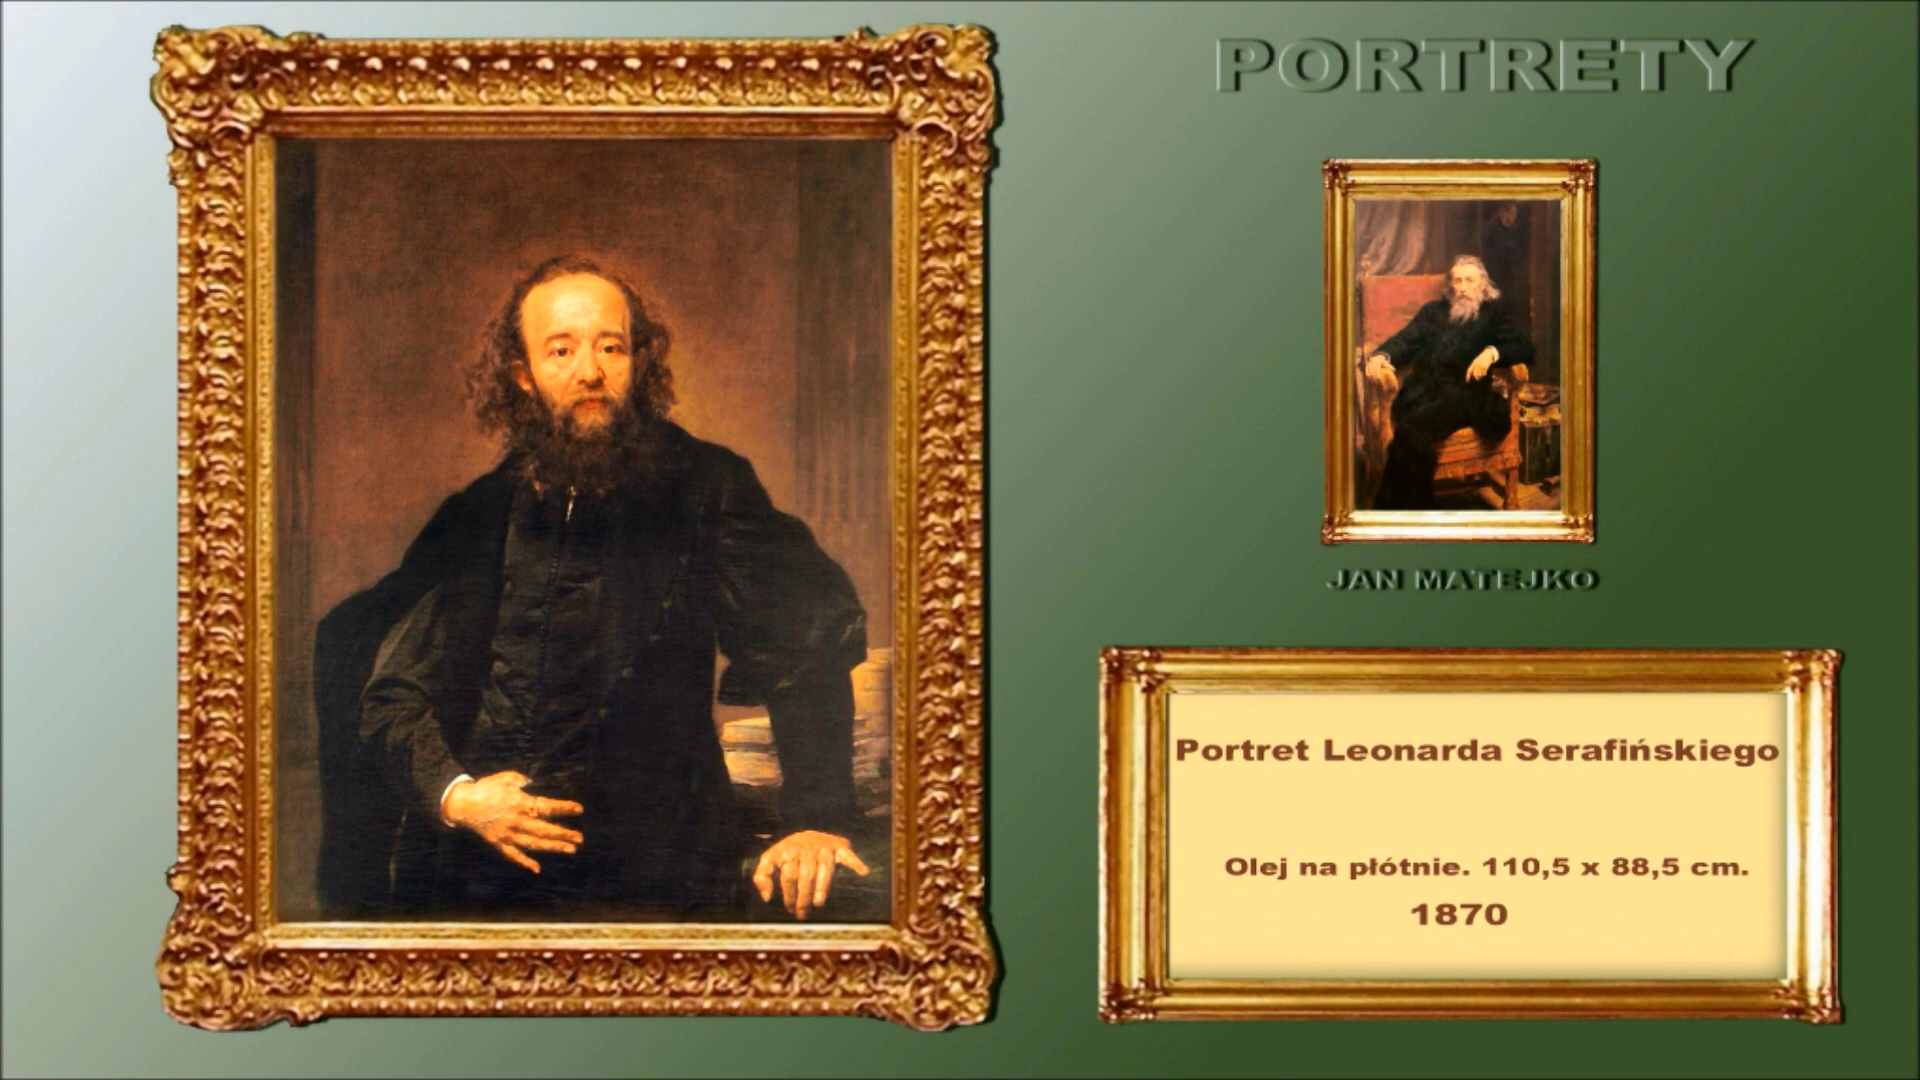 PORTRETY
JAN MATEJKO
Portret Leonarda Serafińskiego
Olej na płótnie. 110,5 x 88,5 cm.
1870